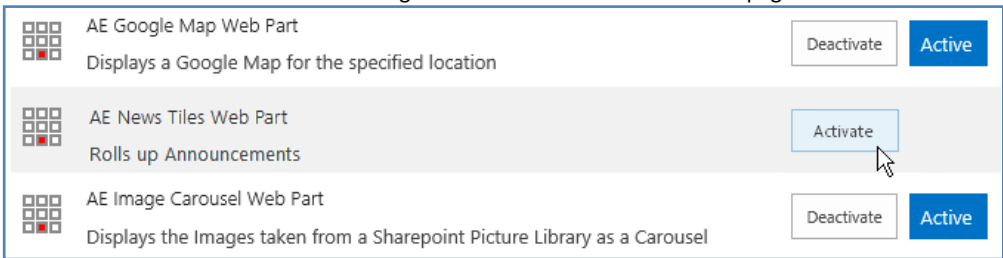 AE Google Map Web Part
Displays a Google Map for the specified location
Deactivate
Active
AE News Tiles Web Part
Rolls up Announcements
Activate
AE Image Carousel Web Part
Displays the Images taken from a Sharepoint Picture Library as a Carousel
Deactivate
Active